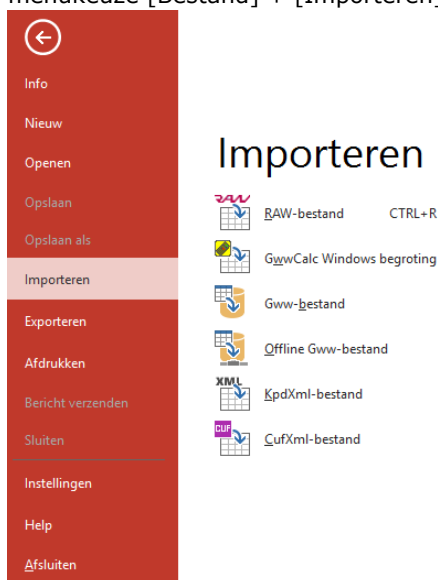 menukeuze [Bestand] + [Importeren]
Info
Nieuw
Openen
Opslaan
Opslaan als
Importeren
Exporteren
Afdrukken
Bericht verzenden
Sluiten
Instellingen
Help
Afsluiten
Importeren
RAW
RAW-bestand CTRL+R
GwwCalc Windows begroting
Gww-bestand
Offline Gww-bestand
XML
KpdXml-bestand
CUF
CufXml-bestand